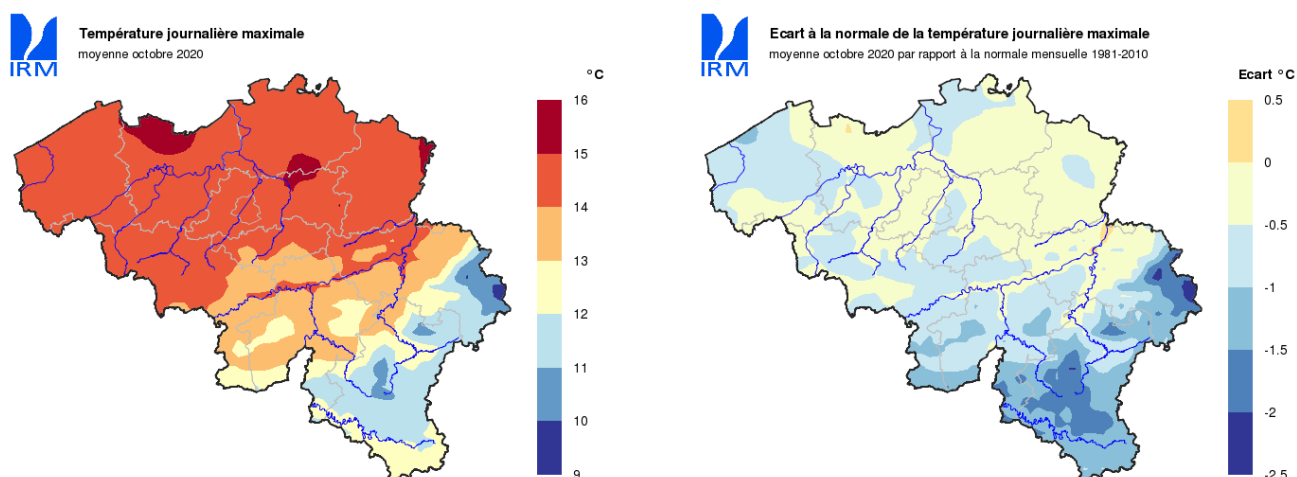 IRM
Température journalière maximale
moyenne octobre 2020
°C
16
15
14
13
12
11
10
9
IRM
Ecart à la normale de la température journalière maximale
moyenne octobre 2020 par rapport à la normale mensuelle 1981-2010
Ecart °C
0.5
0
-0.5
-1
-1.5
-2
-2.5